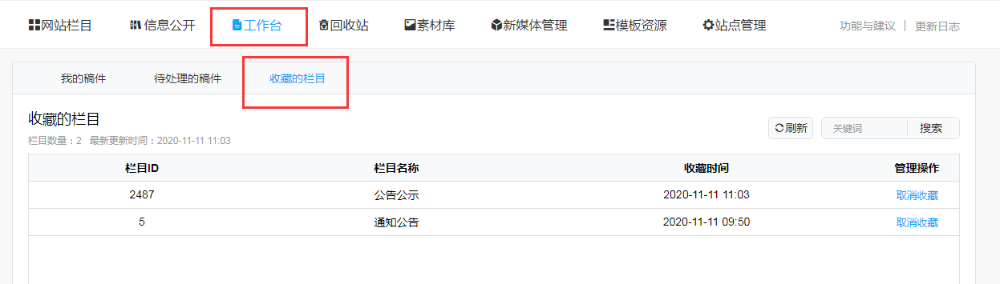 网站栏目 信息公开 工作台 回收站 素材库 新媒体管理 模板资源 站点管理 功能与建议 | 更新日志
我的稿件 待处理的稿件 收藏的栏目
收藏的栏目
刷新 关键词 搜索
栏目数量：2 最新更新时间：2020-11-11 11:03
栏目ID 栏目名称 收藏时间 管理操作
2487 公告公示 2020-11-11 11:03 取消收藏
5 通知公告 2020-11-11 09:50 取消收藏